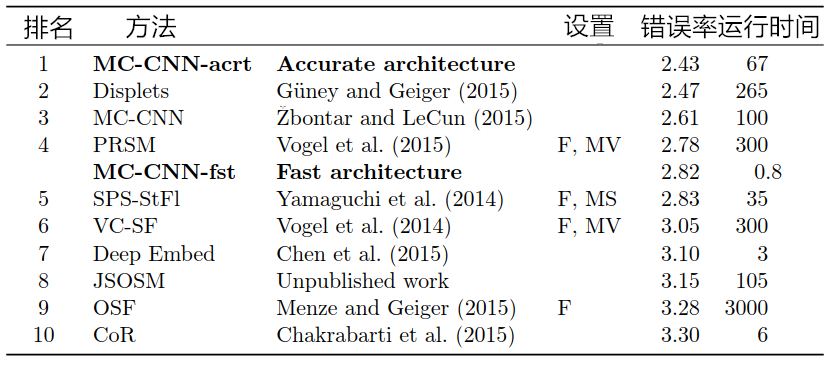 排名 方法 设置 错误率 运行时间
1 MC-CNN-acrt Accurate architecture 2.43 67
2 Displets Güney and Geiger (2015) 2.47 265
3 MC-CNN Žbontar and LeCun (2015) 2.61 100
4 PRSM Vogel et al. (2015) F, MV 2.78 300
MC-CNN-fst Fast architecture 2.82 0.8
5 SPS-StFl Yamaguchi et al. (2014) F, MS 2.83 35
6 VC-SF Vogel et al. (2014) F, MV 3.05 300
7 Deep Embed Chen et al. (2015) 3.10 3
8 JSOSM Unpublished work 3.15 105
9 OSF Menze and Geiger (2015) F 3.28 3000
10 CoR Chakrabarti et al. (2015) 3.30 6